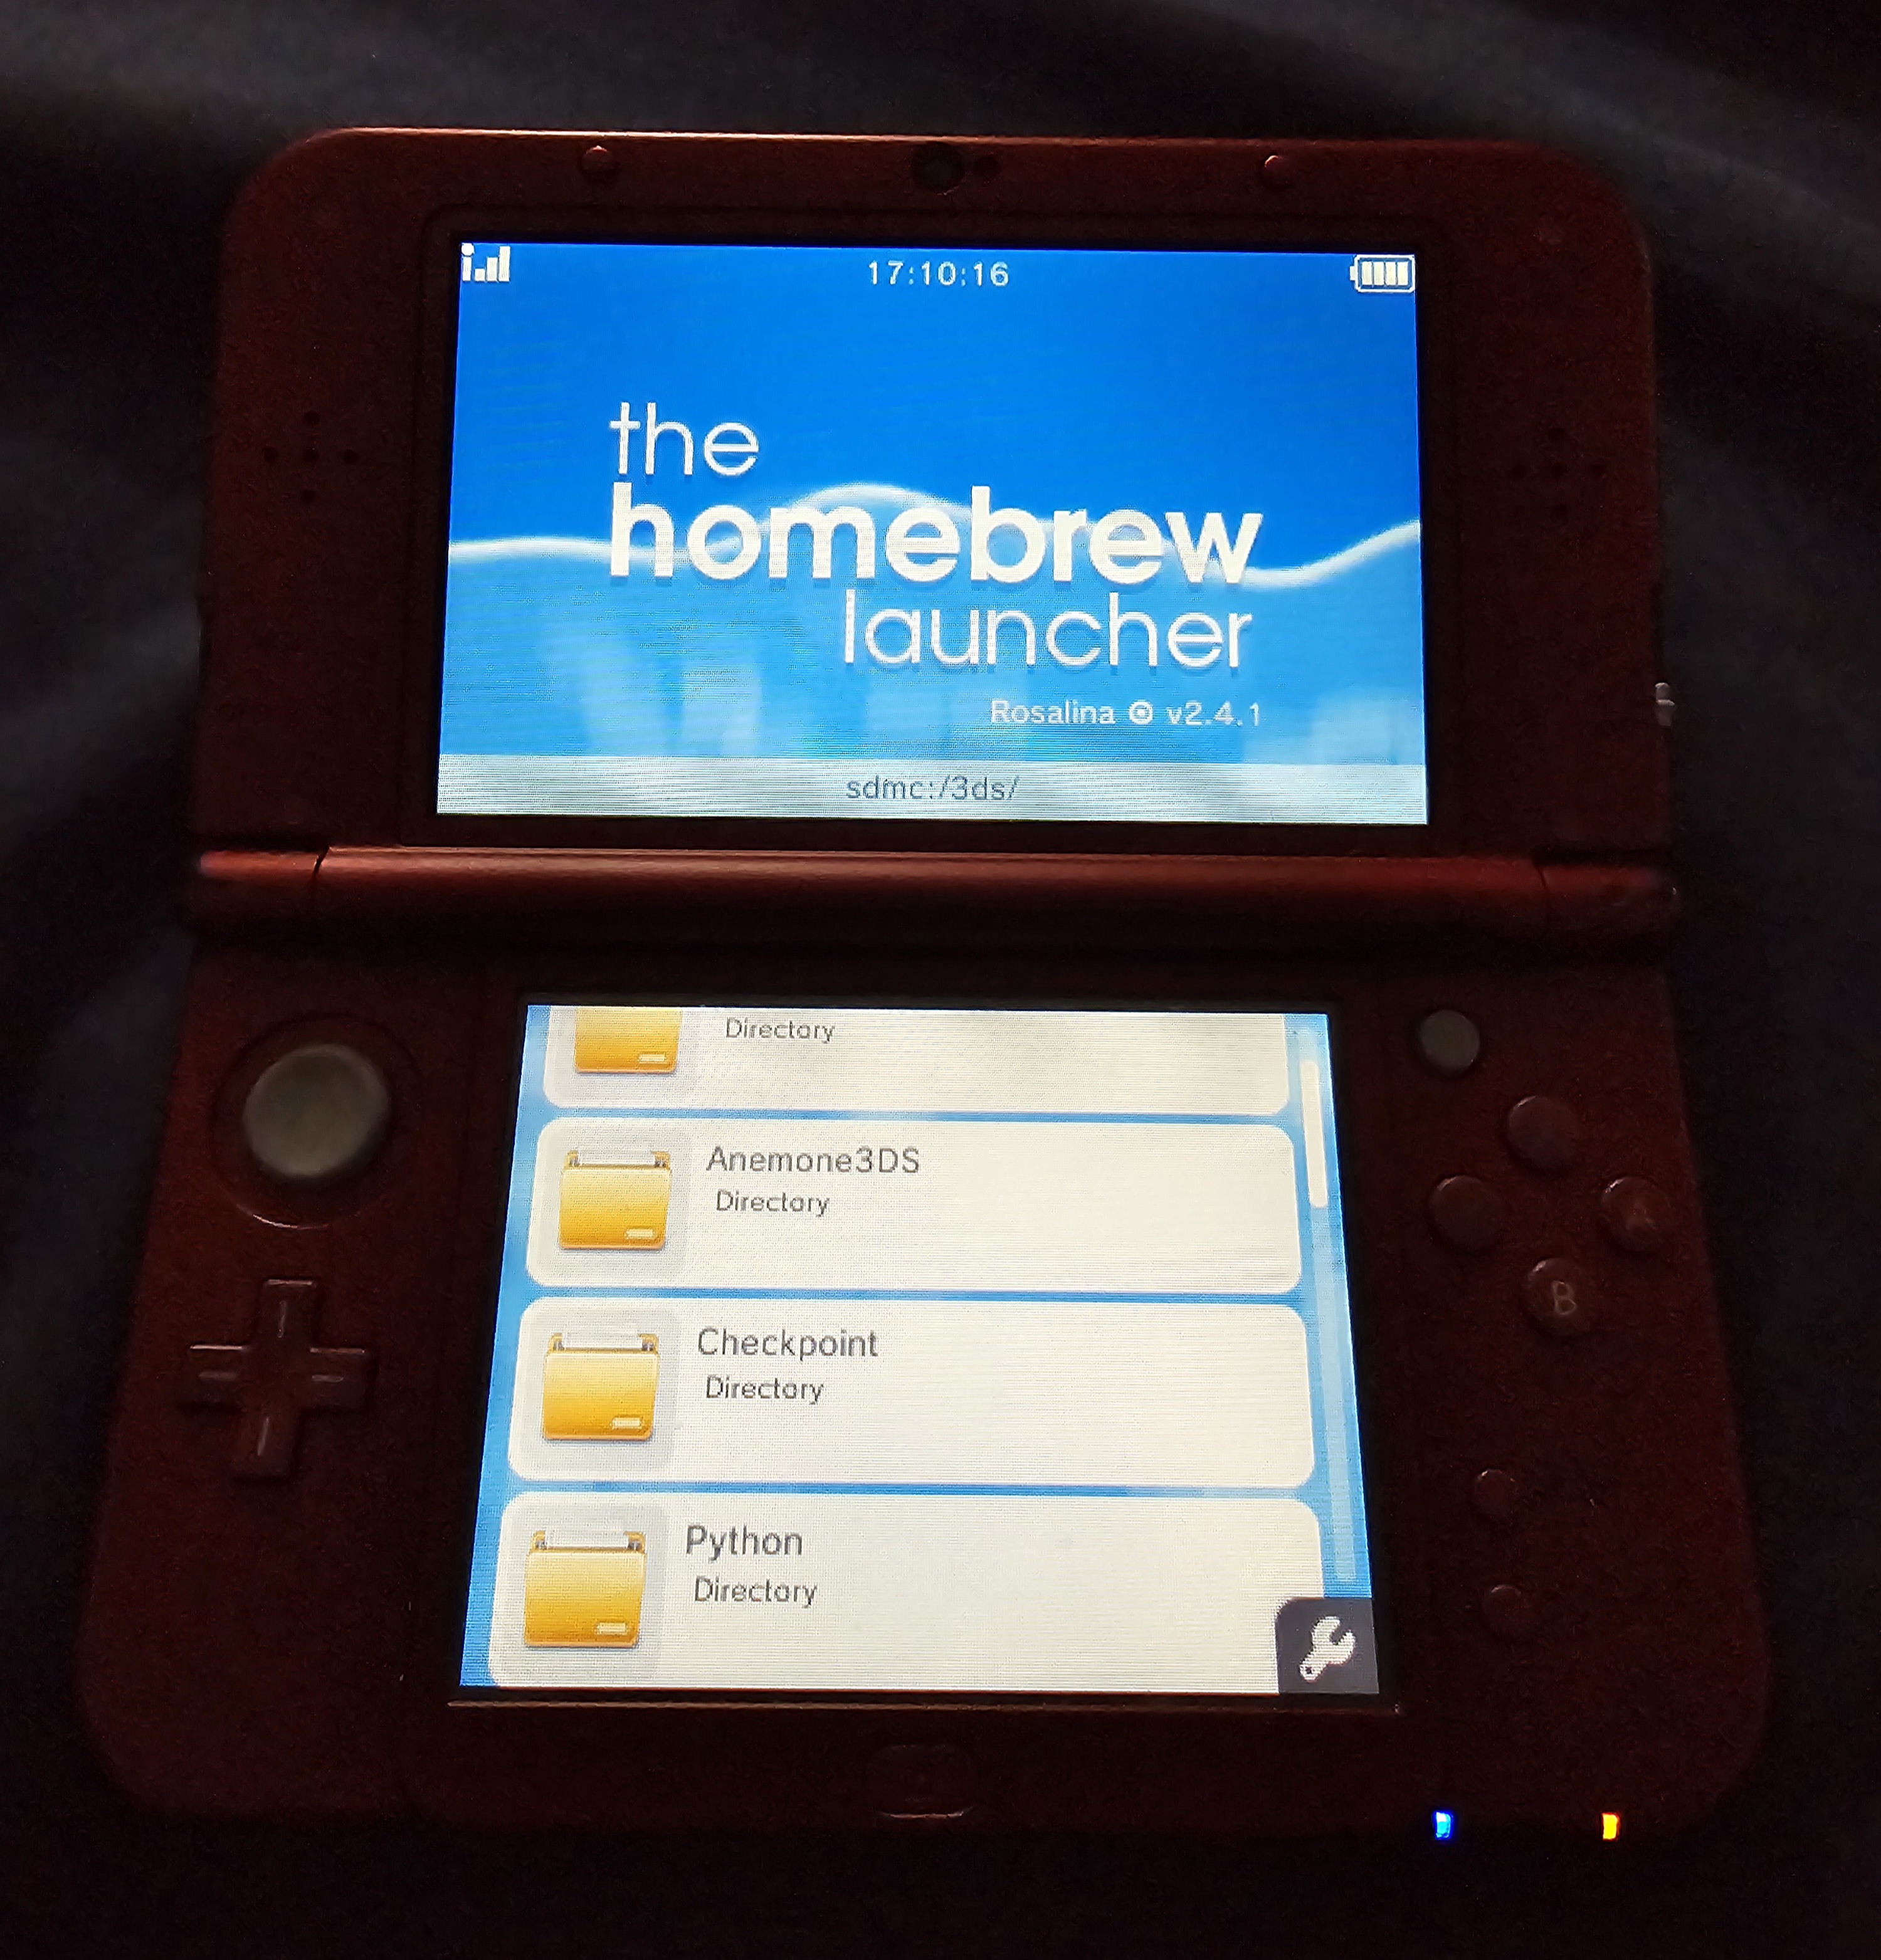 17:10:16
the
homebrew
launcher
Rosalina v2.4.1
sdmc:/3ds/
Directory
Anemone3DS
Directory
Checkpoint
Directory
Python
Directory
B